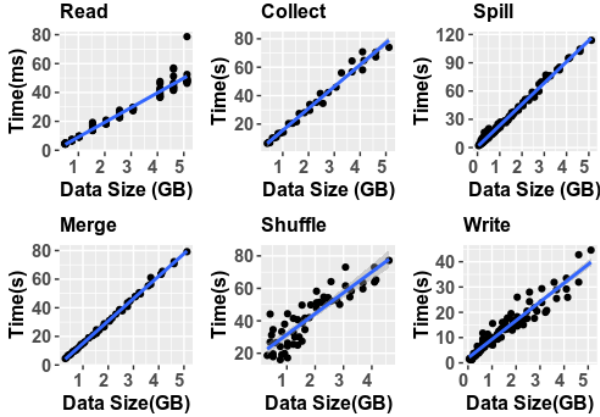 Read
Time(ms)
80
60
40
20
0
1 2 3 4 5
Data Size (GB)
Collect
Time(s)
80
60
40
20
1 2 3 4 5
Data Size (GB)
Spill
Time(s)
120
90
60
30
0
0 1 2 3 4 5
Data Size (GB)
Merge
Time(s)
80
60
40
20
0
1 2 3 4 5
Data Size(GB)
Shuffle
Time(s)
80
60
40
20
1 2 3 4
Data Size(GB)
Write
Time(s)
40
30
20
10
0
0 1 2 3 4 5
Data Size(GB)